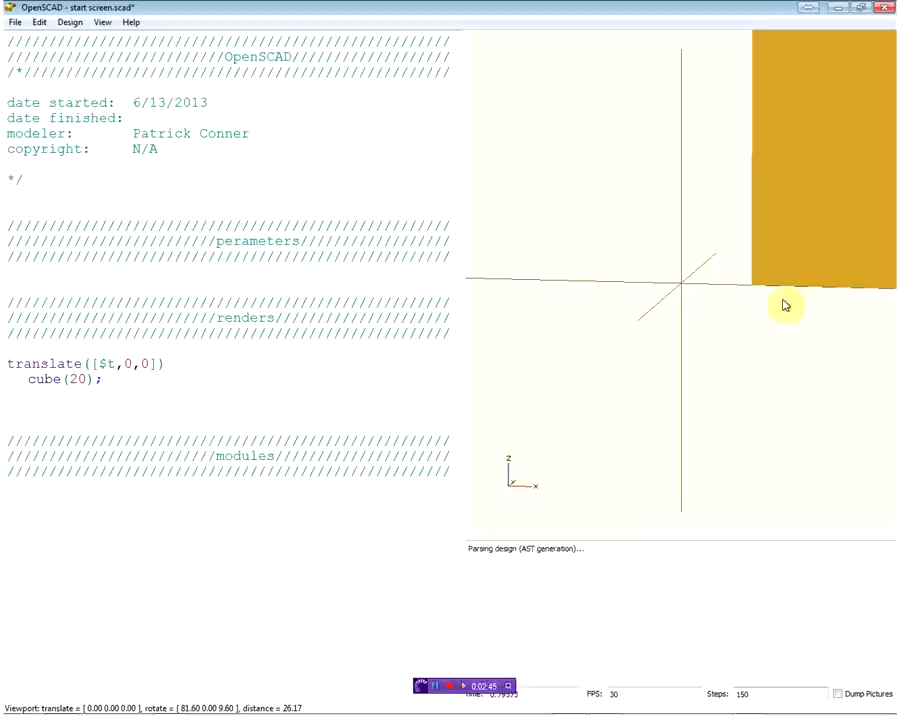 OpenSCAD - start screen.scad*
File Edit Design View Help
/////////////////////////////////////////////////////
//////////////////////////OpenSCAD///////////////////
/*///////////////////////////////////////////////////
date started: 6/13/2013
date finished:
modeler: Patrick Conner
copyright: N/A
*/
/////////////////////////////////////////////////////
/////////////////////////perameters//////////////////
/////////////////////////////////////////////////////
/////////////////////////////////////////////////////
/////////////////////////renders/////////////////////
/////////////////////////////////////////////////////
translate([$t,0,0])
cube(20);
/////////////////////////////////////////////////////
/////////////////////////modules/////////////////////
/////////////////////////////////////////////////////
z
y
x
Parsing design (AST generation)...
0:02:45
FPS: 30 Steps: 150 Dump Pictures
Viewport: translate = [ 0.00 0.00 0.00 ], rotate = [ 81.60 0.00 9.60 ], distance = 26.17